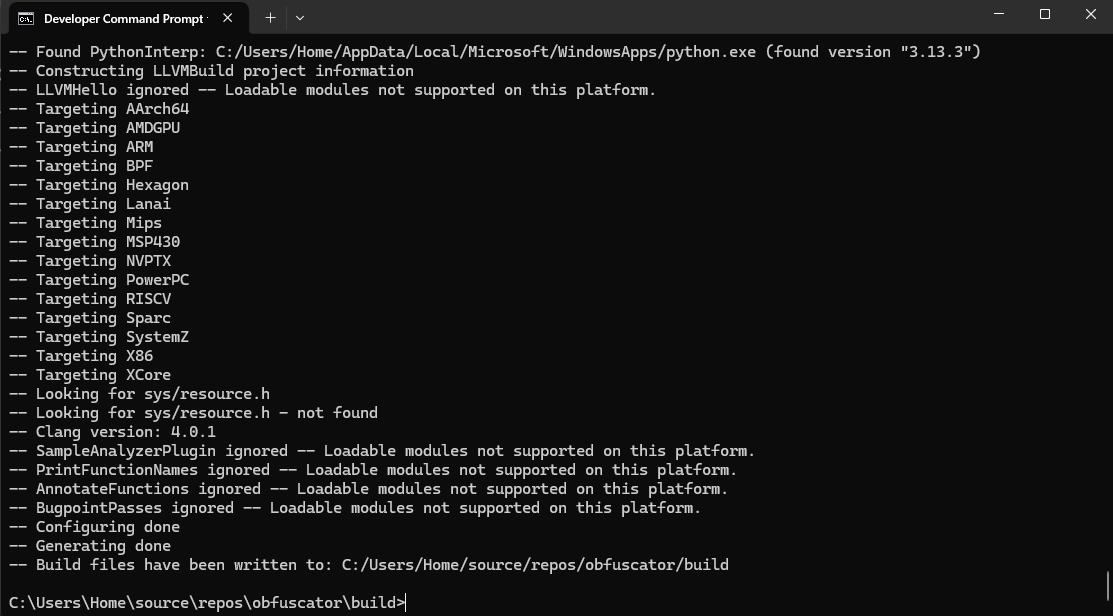 Developer Command Prompt
-- Found PythonInterp: C:/Users/Home/AppData/Local/Microsoft/WindowsApps/python.exe (found version "3.13.3")
-- Constructing LLVMBuild project information
-- LLVMHello ignored -- Loadable modules not supported on this platform.
-- Targeting AArch64
-- Targeting AMDGPU
-- Targeting ARM
-- Targeting BPF
-- Targeting Hexagon
-- Targeting Lanai
-- Targeting Mips
-- Targeting MSP430
-- Targeting NVPTX
-- Targeting PowerPC
-- Targeting RISCV
-- Targeting Sparc
-- Targeting SystemZ
-- Targeting X86
-- Targeting XCore
-- Looking for sys/resource.h
-- Looking for sys/resource.h - not found
-- Clang version: 4.0.1
-- SampleAnalyzerPlugin ignored -- Loadable modules not supported on this platform.
-- PrintFunctionNames ignored -- Loadable modules not supported on this platform.
-- AnnotateFunctions ignored -- Loadable modules not supported on this platform.
-- BugpointPasses ignored -- Loadable modules not supported on this platform.
-- Configuring done
-- Generating done
-- Build files have been written to: C:/Users/Home/source/repos/obfuscator/build
C:\Users\Home\source\repos\obfuscator\build>